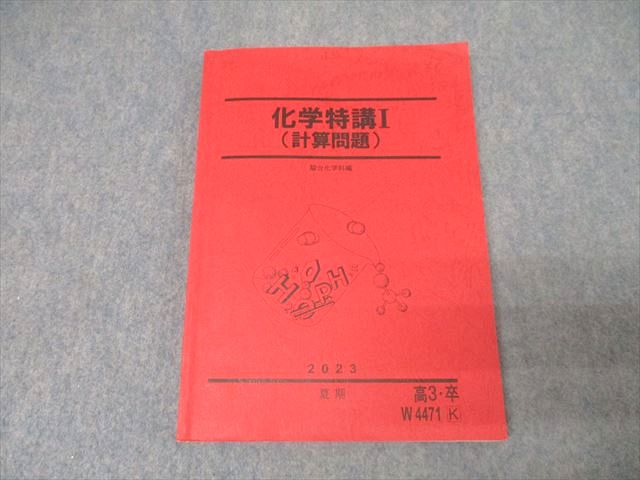 化学特講I
(計算問題)
駿台化学科編
2023
夏期
高3・卒
W4471 K